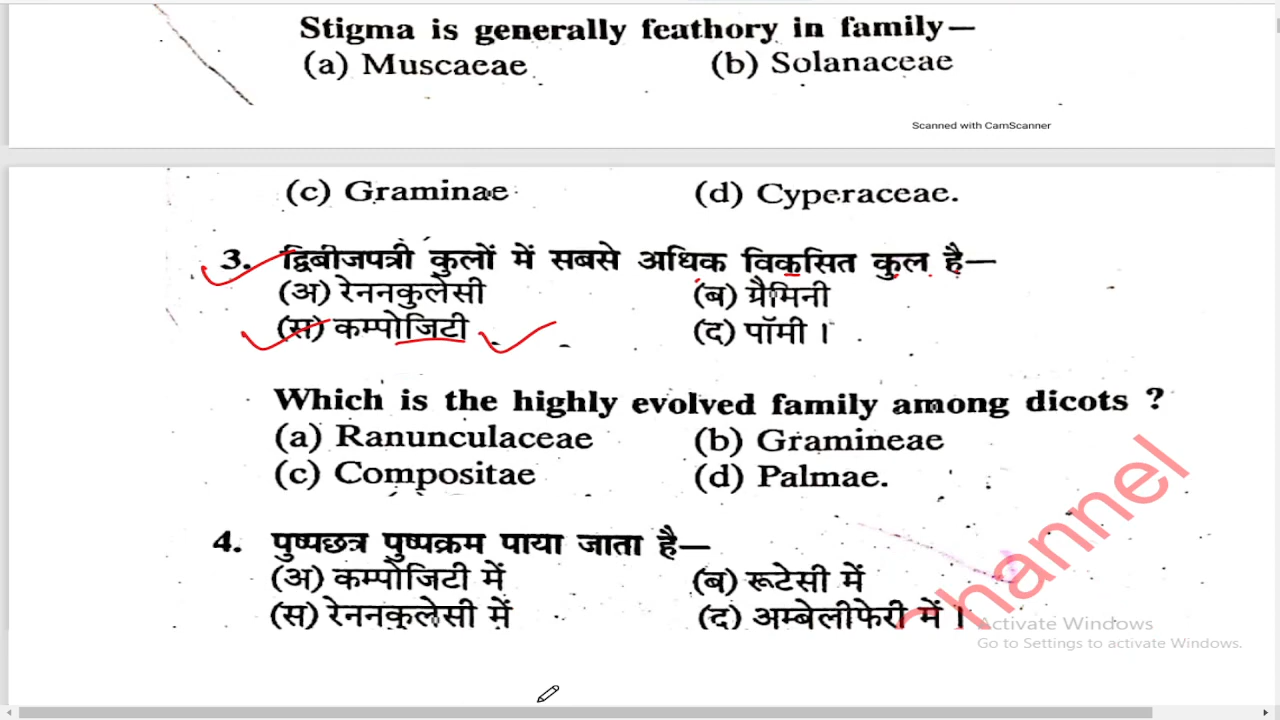 Stigma is generally feathory in family—
(a) Muscaeae (b) Solanaceae
Scanned with CamScanner
(c) Graminae (d) Cyperaceae.
3. द्विबीजपत्री कुलों में सबसे अधिक विकसित कुल है—
(अ) रेननकुलेसी (ब) ग्रैमिनी
(स) कम्पोजिटी (द) पॉमी ।
Which is the highly evolved family among dicots ?
(a) Ranunculaceae (b) Gramineae
(c) Compositae (d) Palmae.
4. पुष्पछत्र पुष्पक्रम पाया जाता है—
(अ) कम्पोजिटी में (ब) रूटेसी में
(स) रेननकुलेसी में (द) अम्बेलीफेरी में ।
Channel
Activate Windows
Go to Settings to activate Windows.